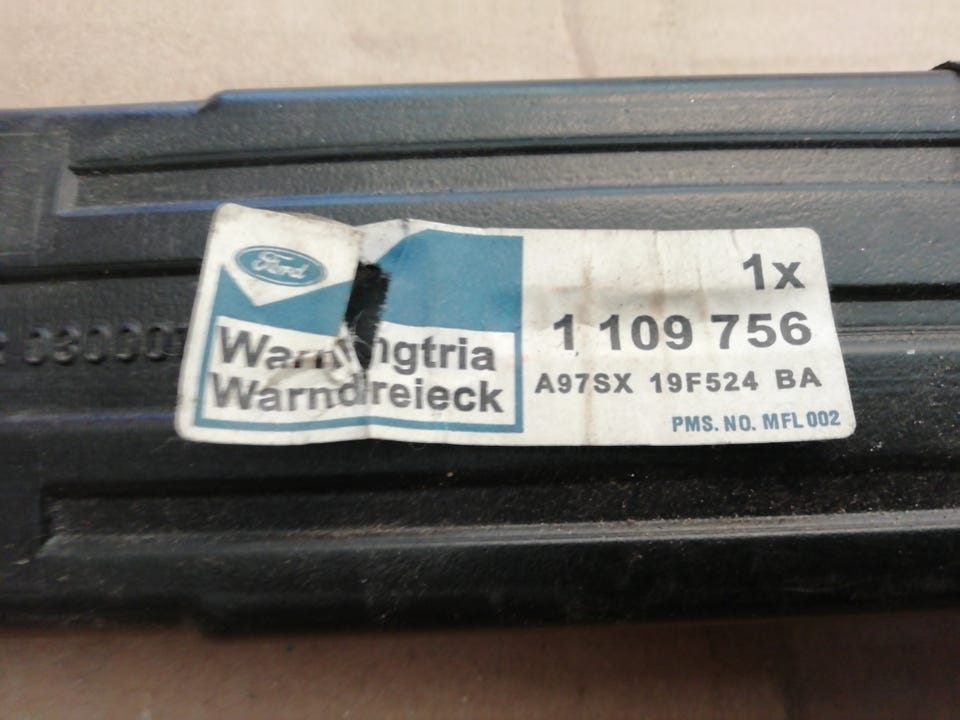 Ford
1x
1 109 756
Warningtria
Warndreieck
A97SX 19F524 BA
PMS. NO. MFL 002